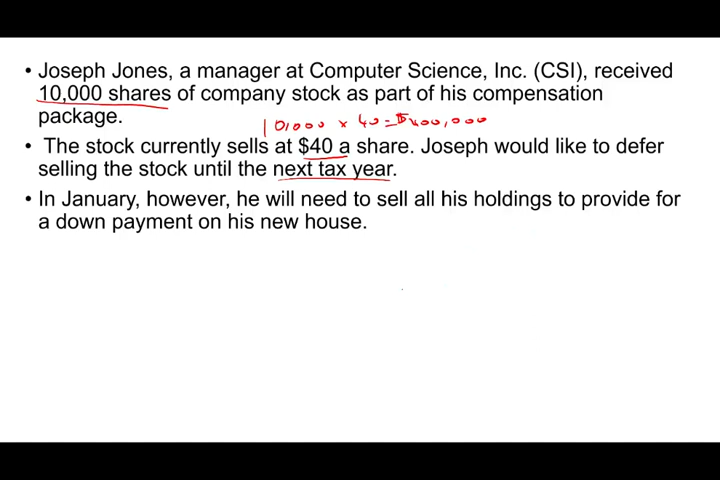 • Joseph Jones, a manager at Computer Science, Inc. (CSI), received
10,000 shares of company stock as part of his compensation
package.
10,000 x 40 = $400,000
• The stock currently sells at $40 a share. Joseph would like to defer
selling the stock until the next tax year.
• In January, however, he will need to sell all his holdings to provide for
a down payment on his new house.